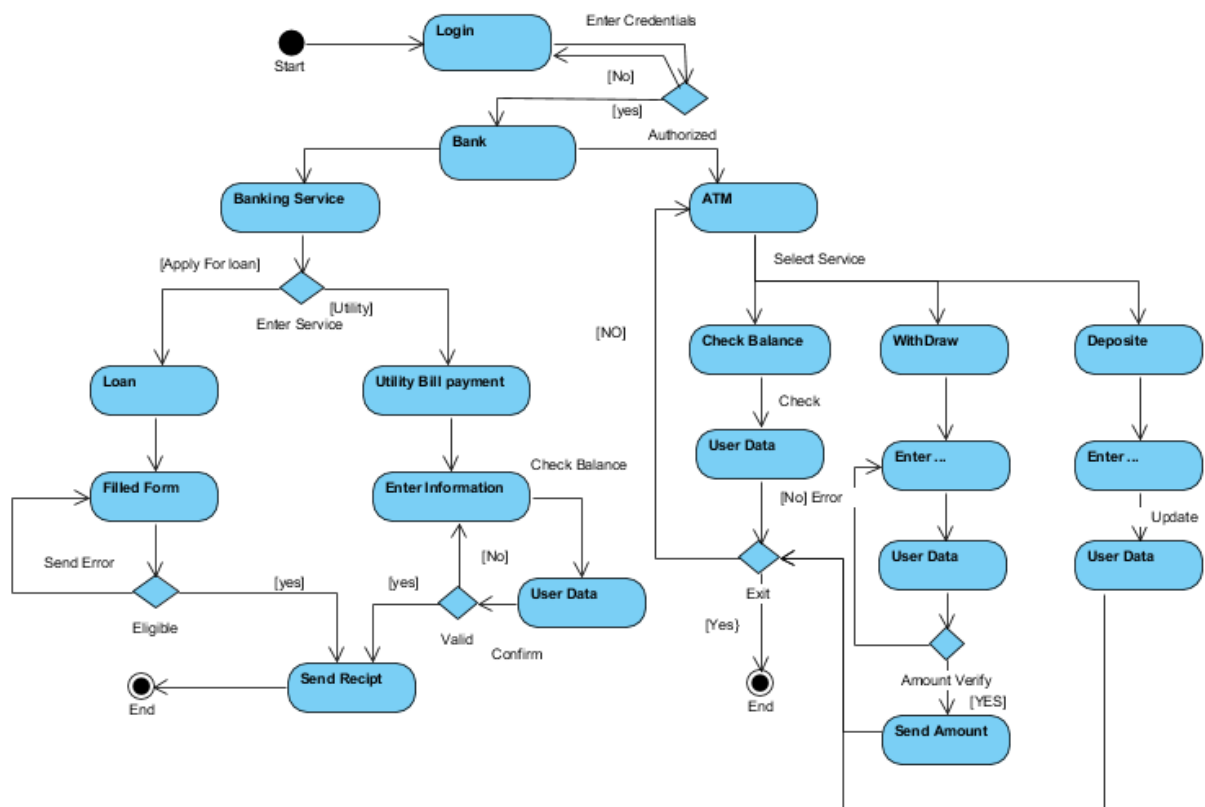 Enter Credentials
Login
Start
[No]
[yes]
Authorized
Bank
Banking Service
ATM
[Apply For loan]
Select Service
[Utility]
Enter Service
[NO]
Check Balance
WithDraw
Deposite
Loan
Utility Bill payment
Check
User Data
Enter ...
Enter ...
Check Balance
Filled Form
Enter Information
[No] Error
Update
Send Error
[No]
User Data
User Data
[yes]
[yes]
User Data
Exit
Eligible
Valid
[Yes}
Confirm
Amount Verify
Send Recipt
[YES]
End
End
Send Amount